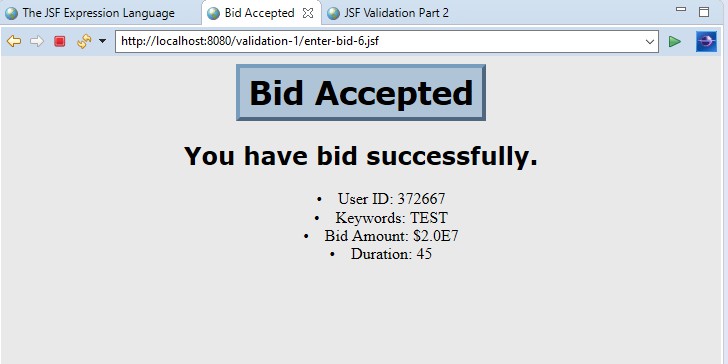 The JSF Expression Language Bid Accepted JSF Validation Part 2
http://localhost:8080/validation-1/enter-bid-6.jsf
Bid Accepted
You have bid successfully.
• User ID: 372667
• Keywords: TEST
• Bid Amount: $2.0E7
• Duration: 45